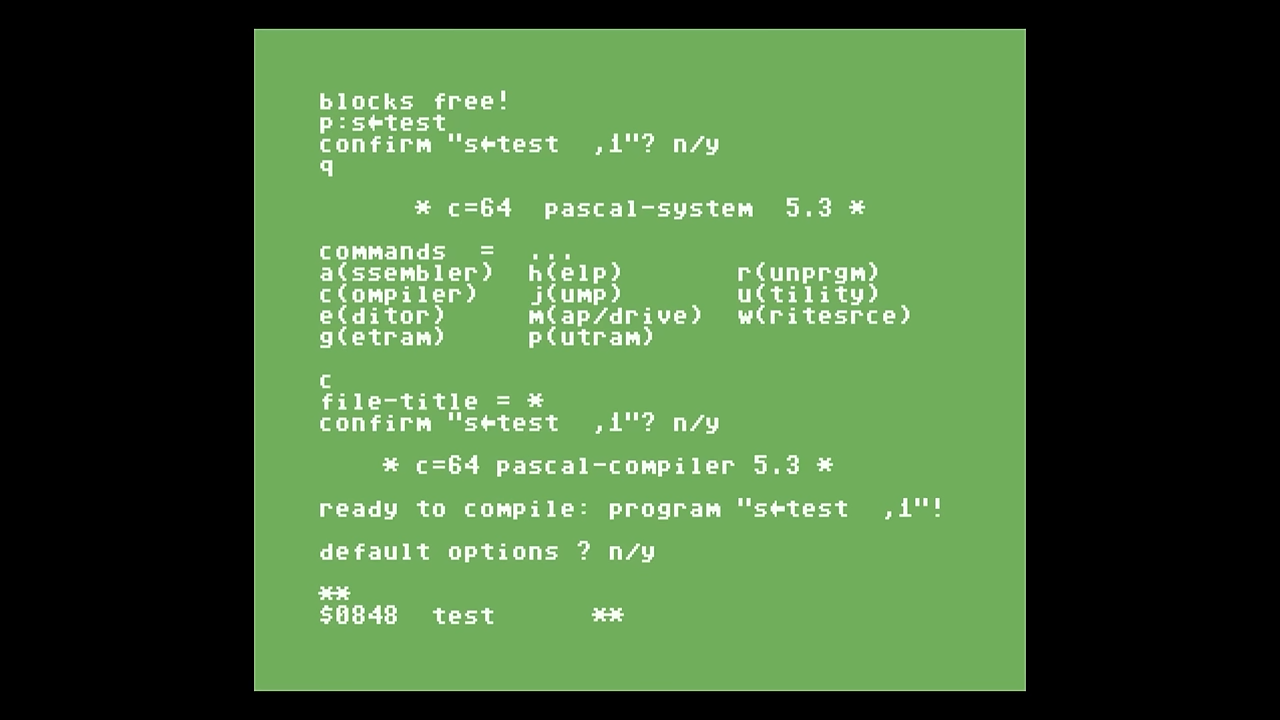 blocks free!
p:s←test
confirm "s←test  ,1"? n/y
q
* c=64  pascal-system  5.3 *
commands  =  ...
a(ssembler)  h(elp)       r(unprgm)
c(ompiler)   j(ump)       u(tility)
e(ditor)     m(ap/drive)  w(ritesrce)
g(etram)     p(utram)
c
file-title = *
confirm "s←test  ,1"? n/y
* c=64 pascal-compiler 5.3 *
ready to compile: program "s←test  ,1"!
default options ? n/y
**
$0848  test      **